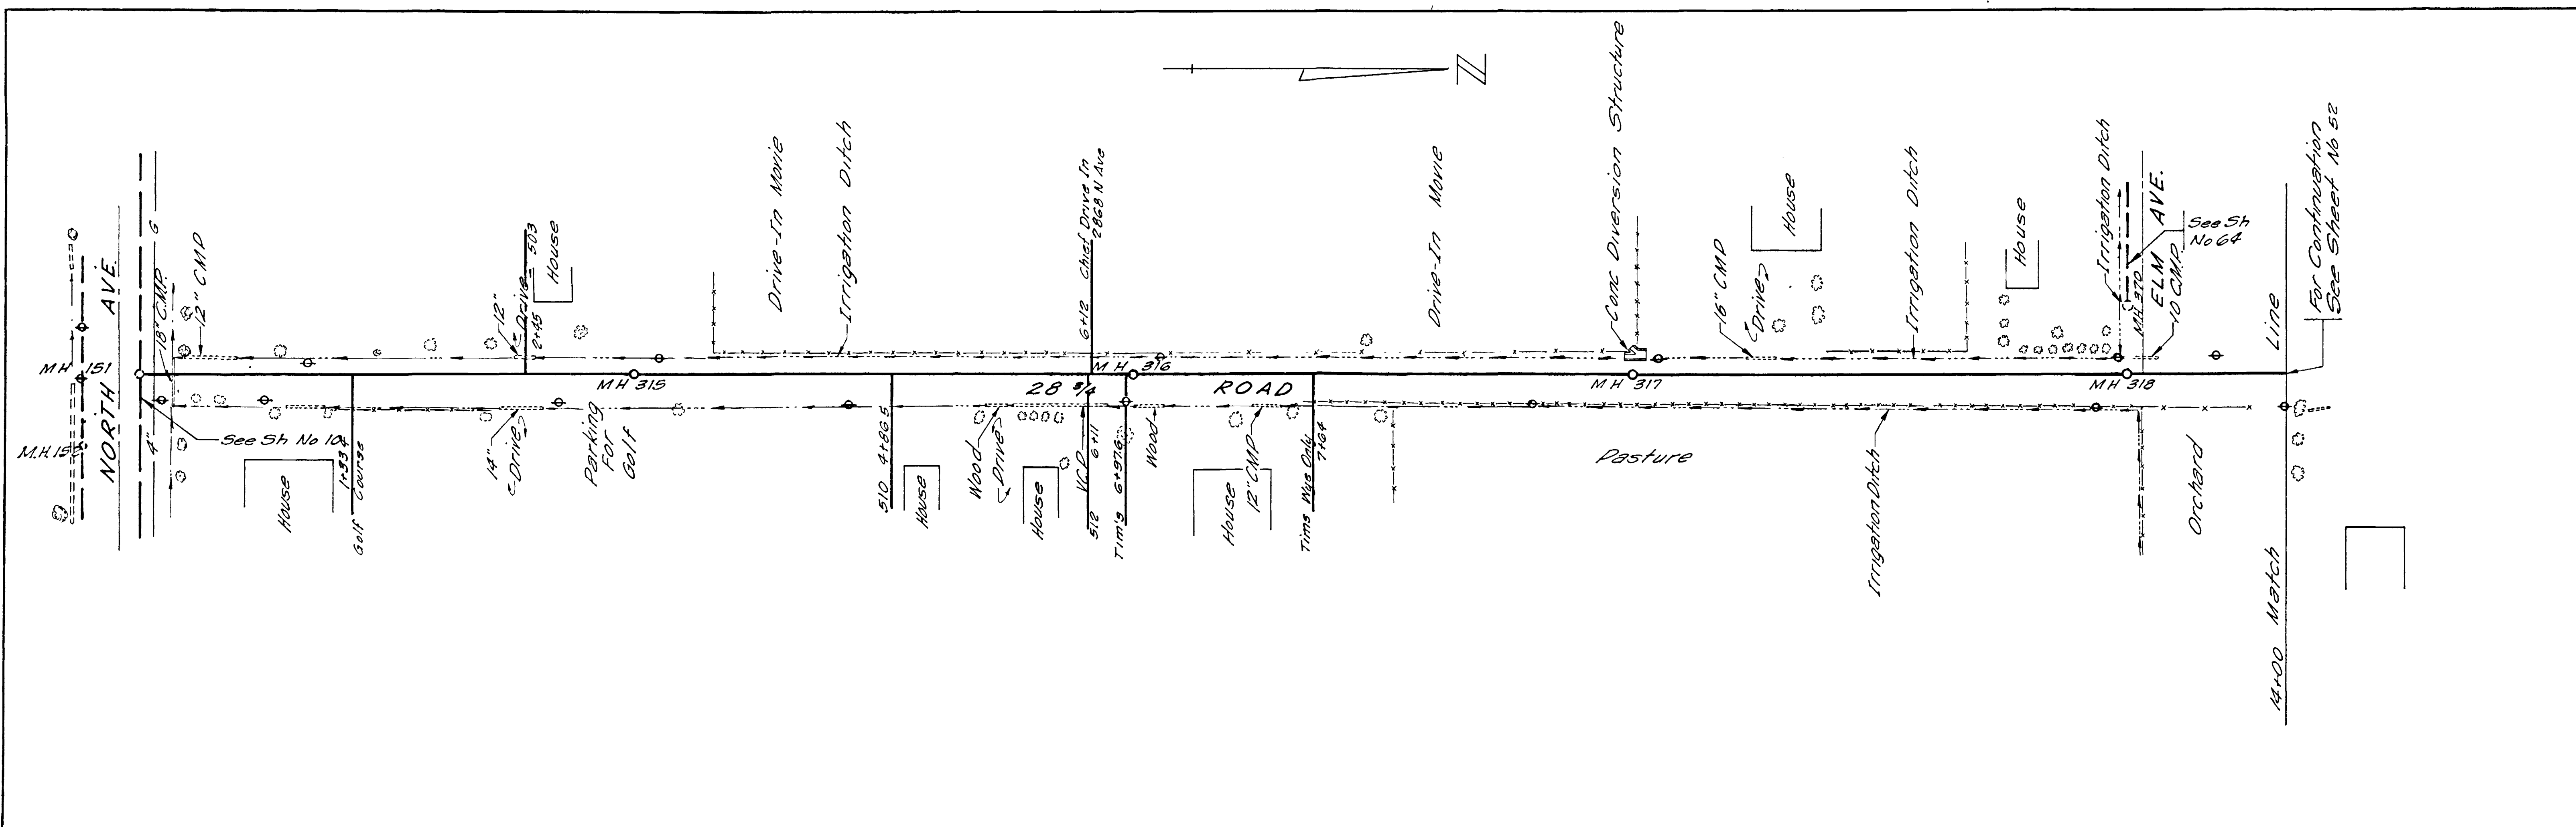 N
NORTH AVE.
MH 151
4"
18" CMP
6
12" CMP
See Sh No 10
House
1+33
Golf Course
12"
Drive
2+45 503
House
MH 315
14"
Drive
Parking
For
Golf
Drive-In Movie
Irrigation Ditch
510 4+86.5
House
Wood
Drive
House
V.C.P.
512 6+11
Tim's 6+97.6
Wood
6+12 Chief Drive In
2868 N Ave
MH 316
28 3/4 ROAD
House
12" CMP
Tims Wye Only
7+64
Drive-In Movie
Conc Diversion Structure
MH 317
Pasture
16" CMP
Drive
House
Irrigation Ditch
Irrigation Ditch
House
Irrigation Ditch
MH 370
ELM AVE.
10 CMP
See Sh
No 64
MH 318
Orchard
14+00 Match Line
For Continuation
See Sheet No 52